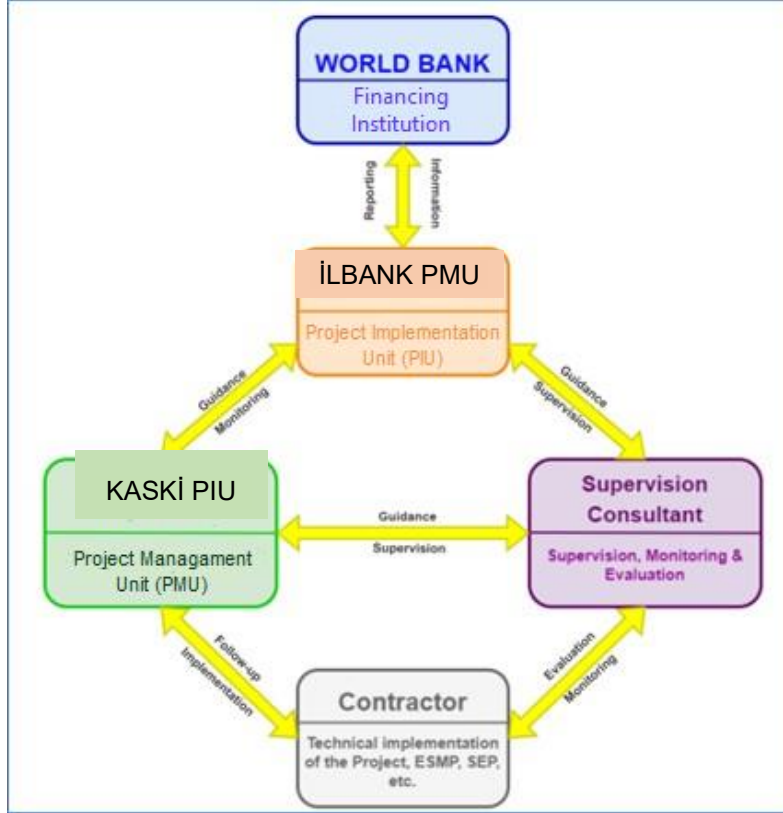 WORLD BANK
Financing
Institution
Reporting
Information
İLBANK PMU
Project Implementation
Unit (PIU)
Guidance
Monitoring
Guidance
Supervision
KASKİ PIU
Project Managament
Unit (PMU)
Guidance
Supervision
Supervision
Consultant
Supervision, Monitoring &
Evaluation
Follow-up
Implementation
Evaluation
Monitoring
Contractor
Technical implementation
of the Project, ESMP, SEP,
etc.